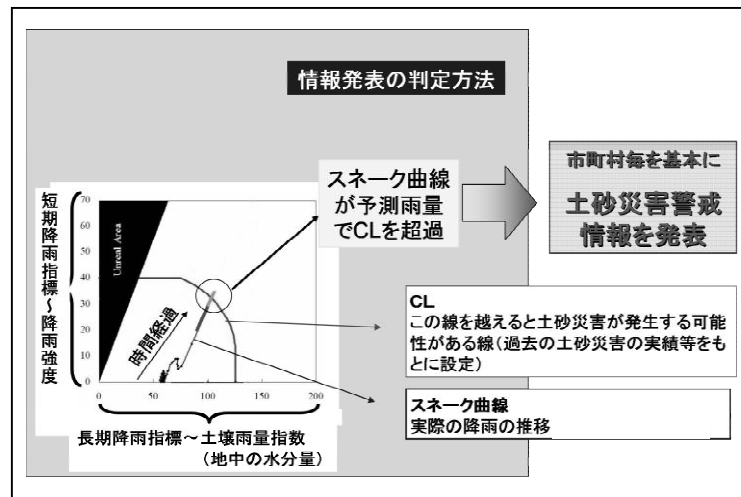 情報発表の判定方法
スネーク曲線
が予測雨量
でCLを超過
市町村毎を基本に
土砂災害警戒
情報を発表
短期降雨指標～降雨強度
70
60
50
40
30
20
10
0
Unreal Area
時間経過
0
50
100
150
200
長期降雨指標～土壌雨量指数
(地中の水分量)
CL
この線を越えると土砂災害が発生する可能
性がある線(過去の土砂災害の実績等をも
とに設定)
スネーク曲線
実際の降雨の推移